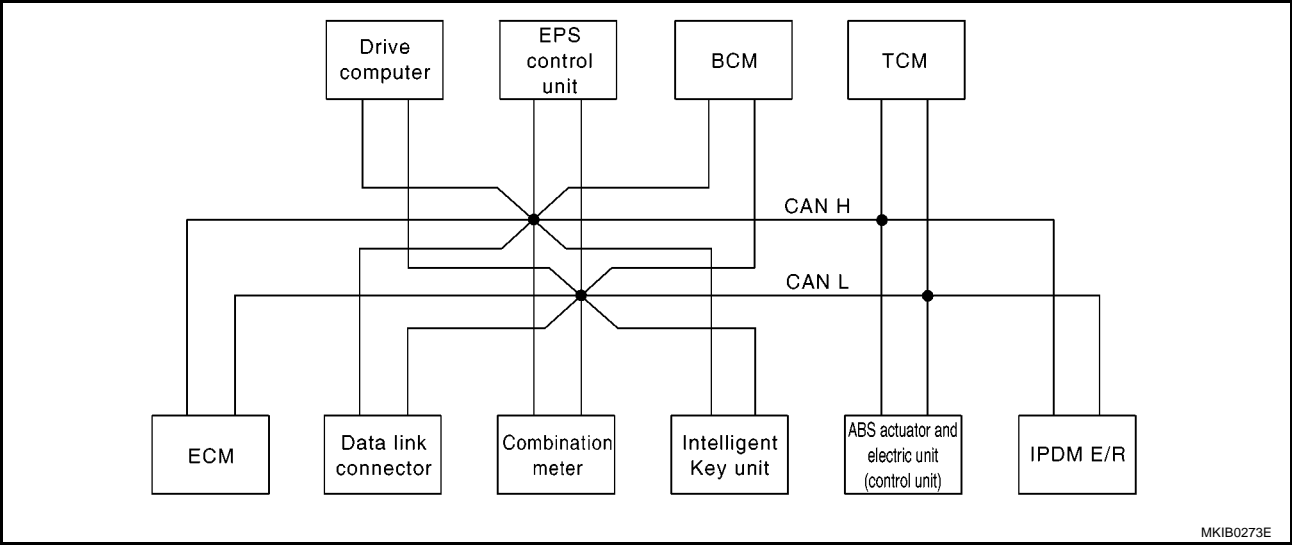 Drive
computer
EPS
control
unit
BCM
TCM
CAN H
CAN L
ECM
Data link
connector
Combination
meter
Intelligent
Key unit
ABS actuator and
electric unit
(control unit)
IPDM E/R
MKIB0273E